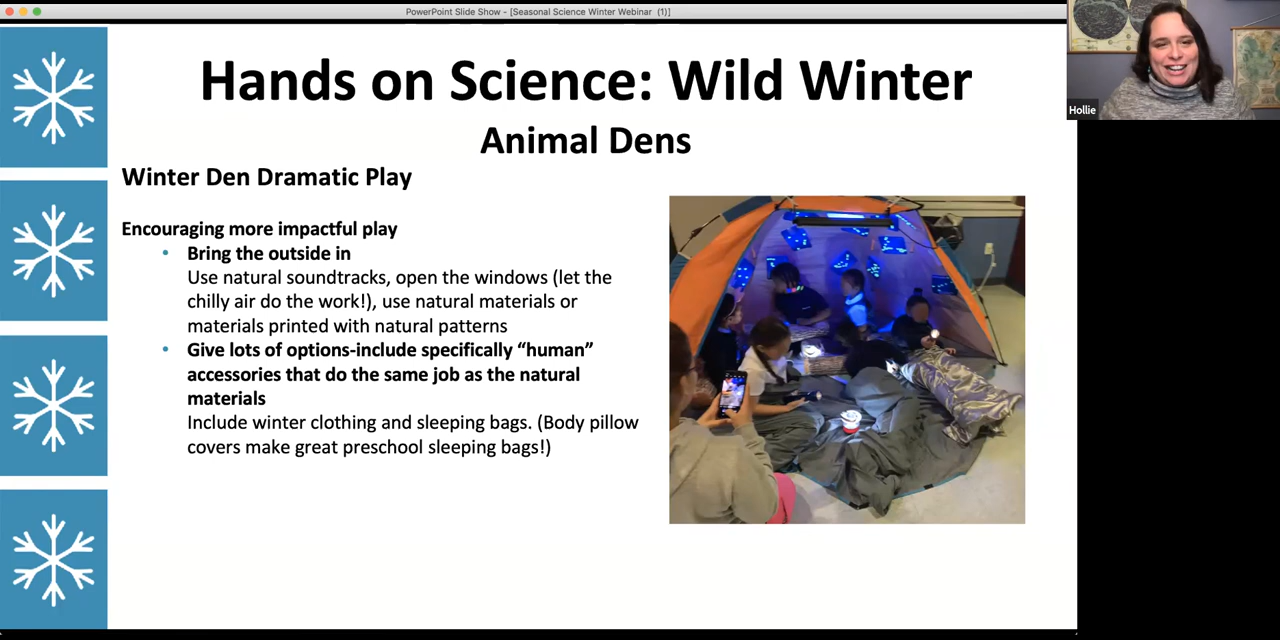 PowerPoint Slide Show - [Seasonal Science Winter Webinar  (1)]
Hands on Science: Wild Winter
Animal Dens
Winter Den Dramatic Play
Encouraging more impactful play
• Bring the outside in
Use natural soundtracks, open the windows (let the
chilly air do the work!), use natural materials or
materials printed with natural patterns
• Give lots of options-include specifically “human”
accessories that do the same job as the natural
materials
Include winter clothing and sleeping bags. (Body pillow
covers make great preschool sleeping bags!)
Hollie